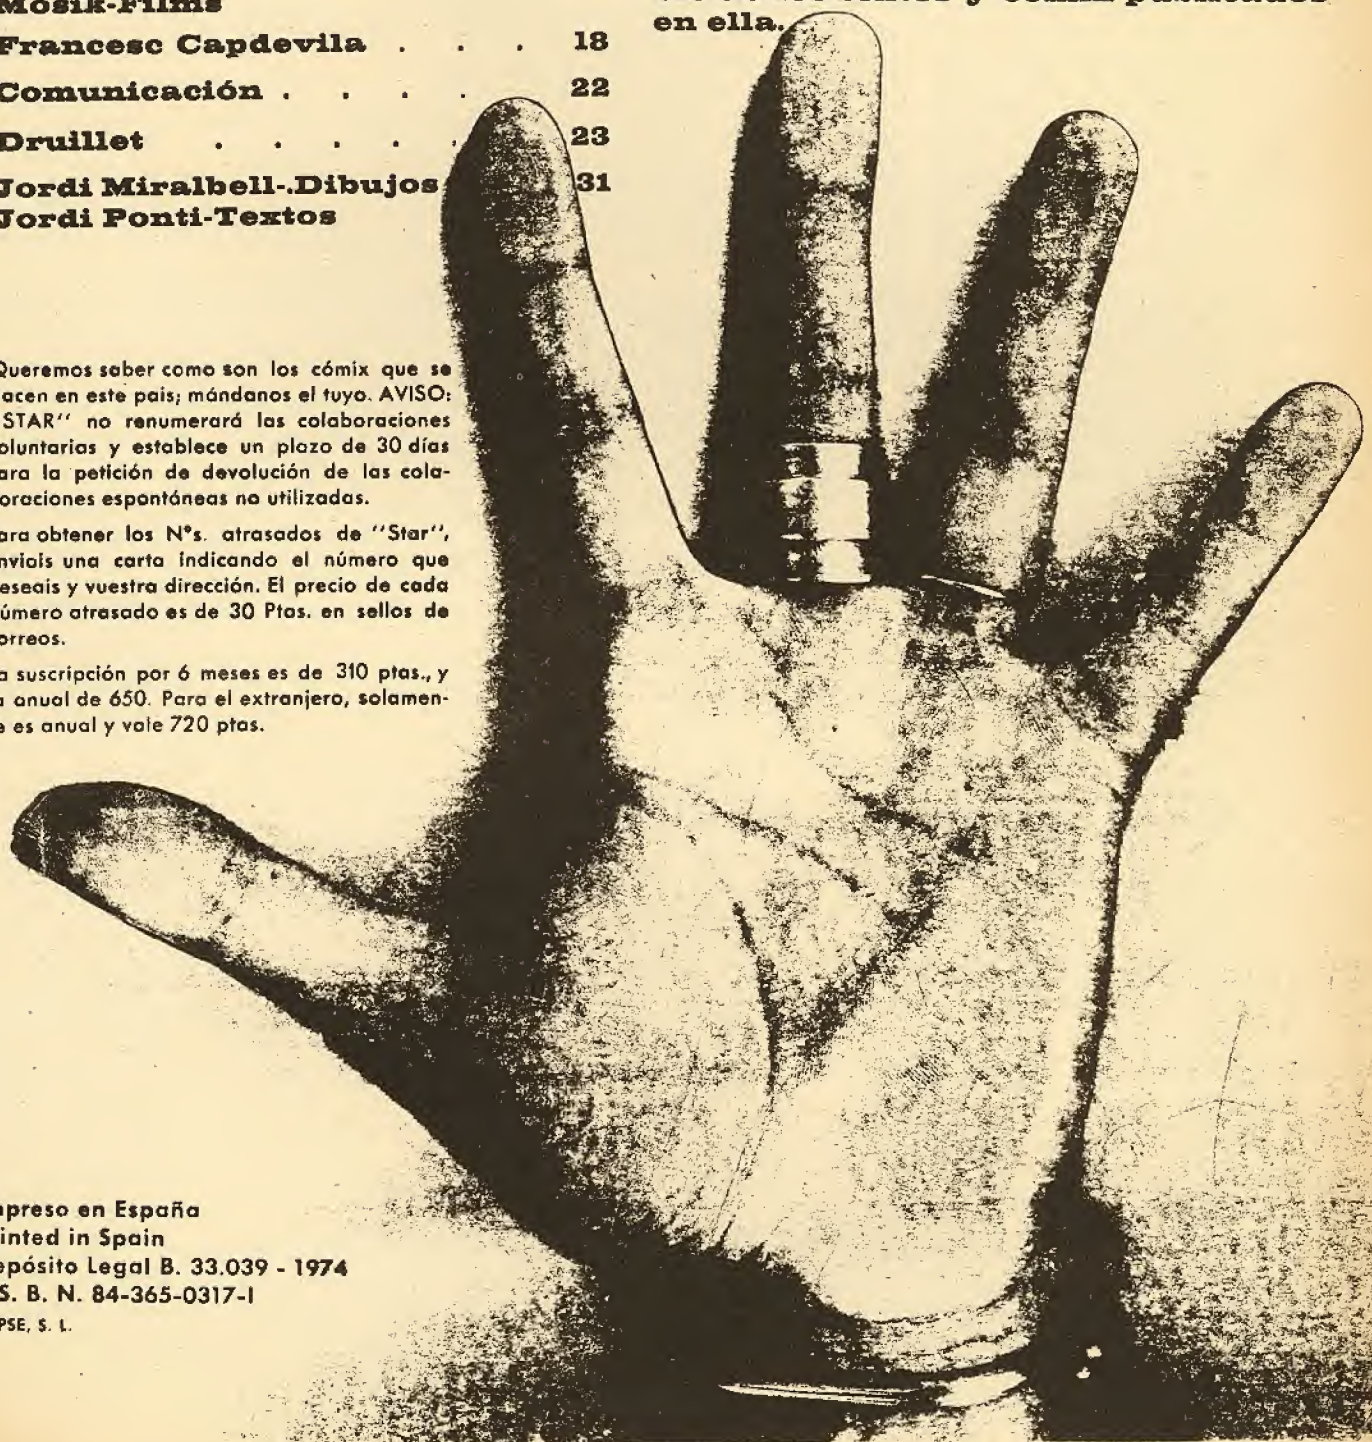 Mosik-Films
Francesc Capdevila . . . 18
Comunicación . . . . 22
Druillet . . . . . 23
Jordi Miralbell-.Dibujos 31
Jordi Ponti-Textos
y cómix publicados
en ella.
Queremos saber como son los cómix que se
acen en este pais; mándanos el tuyo. AVISO:
STAR'' no renumerará las colaboraciones
oluntarias y establece un plazo de 30 días
ara la petición de devolución de las cola-
oraciones espontáneas no utilizadas.
ara obtener los Nºs. atrasados de ''Star'',
nviais una carta indicando el número que
eseais y vuestra dirección. El precio de cada
úmero atrasado es de 30 Ptas. en sellos de
orreos.
a suscripción por 6 meses es de 310 ptas., y
a anual de 650. Para el extranjero, solamen-
e es anual y vale 720 ptas.
mpreso en España
inted in Spain
epósito Legal B. 33.039 - 1974
S. B. N. 84-365-0317-I
PSE, S. L.